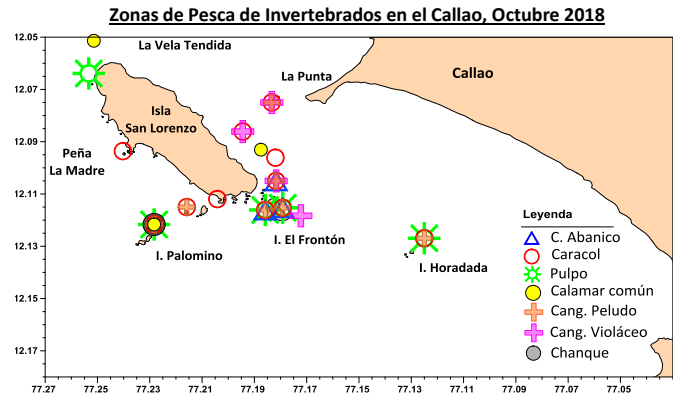 Zonas de Pesca de Invertebrados en el Callao, Octubre 2018
12.05
La Vela Tendida
La Punta
Callao
12.07
Isla
San Lorenzo
12.09
Peña
La Madre
12.11
Leyenda
C. Abanico
I. El Frontón
12.13
Caracol
I. Palomino
I. Horadada
Pulpo
Calamar común
12.15
Cang. Peludo
Cang. Violáceo
12.17
Chanque
77.27 77.25 77.23 77.21 77.19 77.17 77.15 77.13 77.11 77.09 77.07 77.05